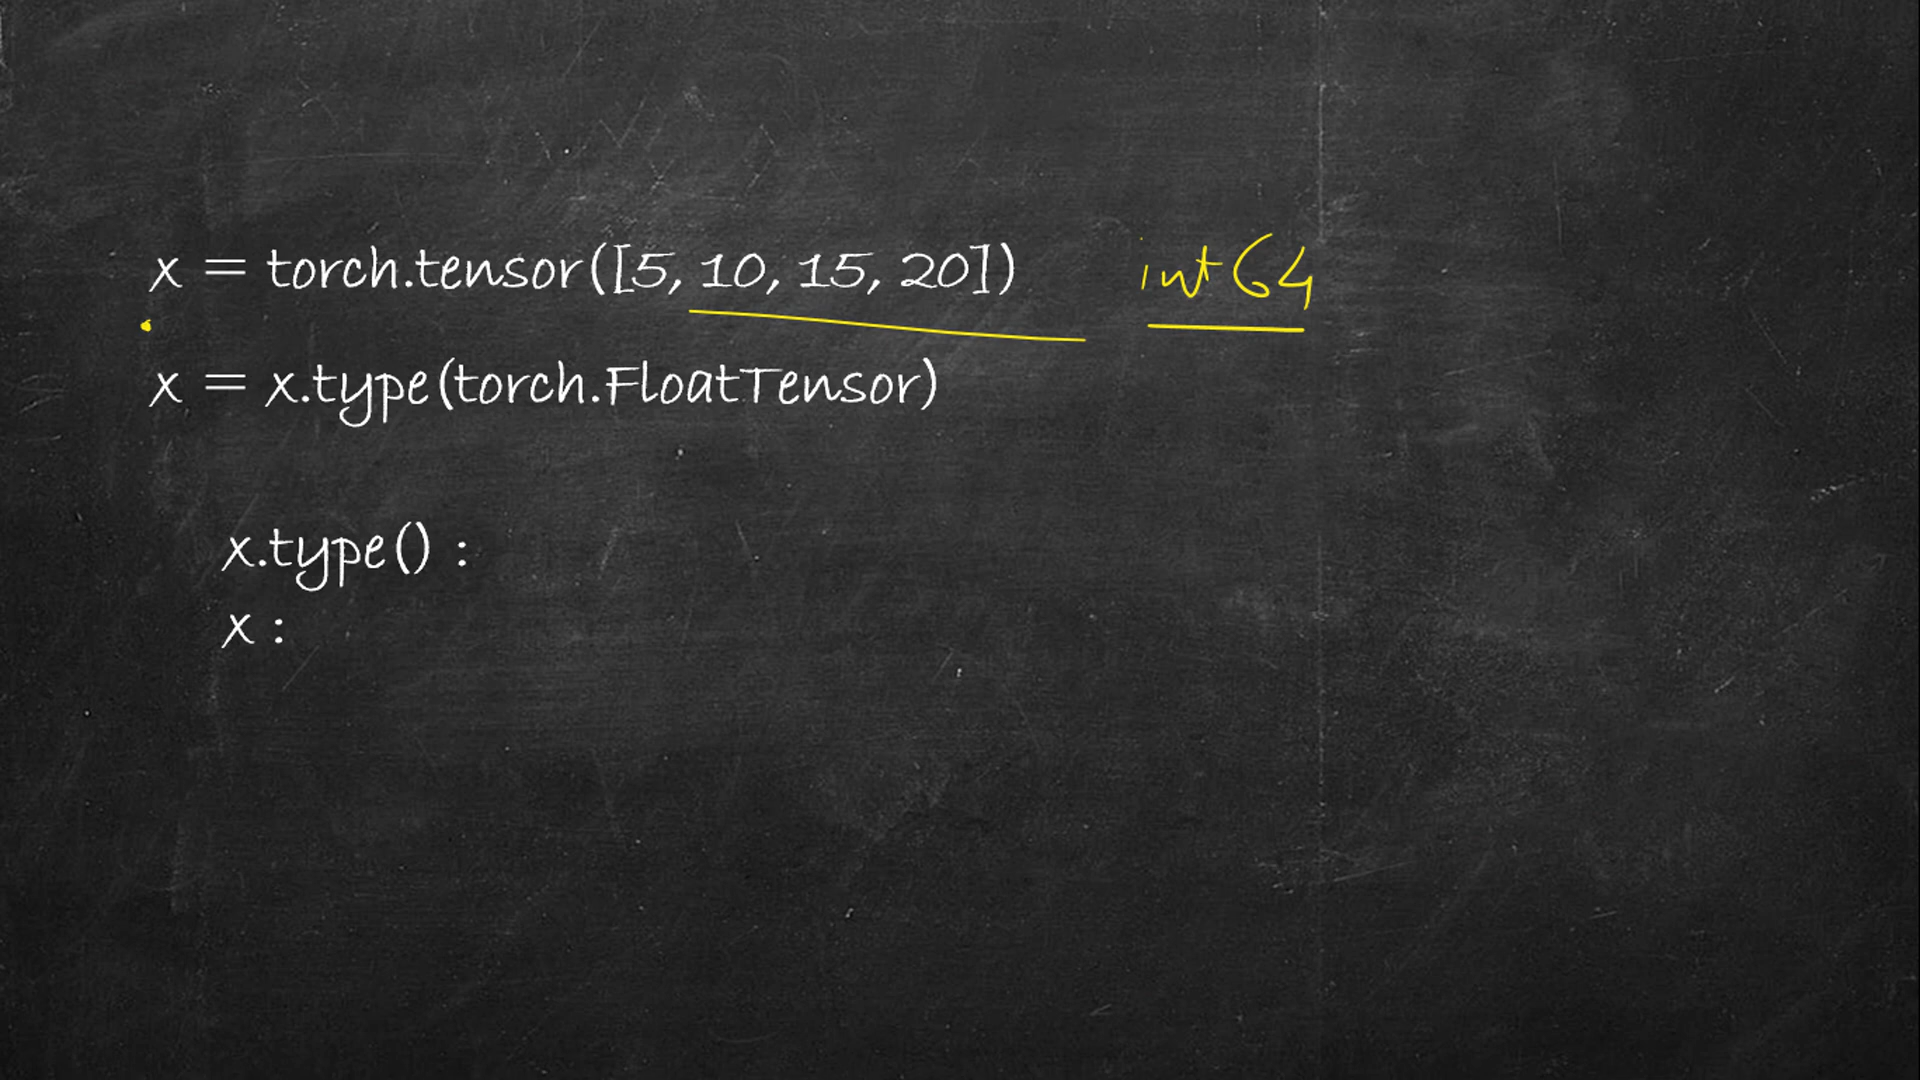 x = torch.tensor([5, 10, 15, 20]) int64
x = x.type(torch.FloatTensor)
x.type() :
x :